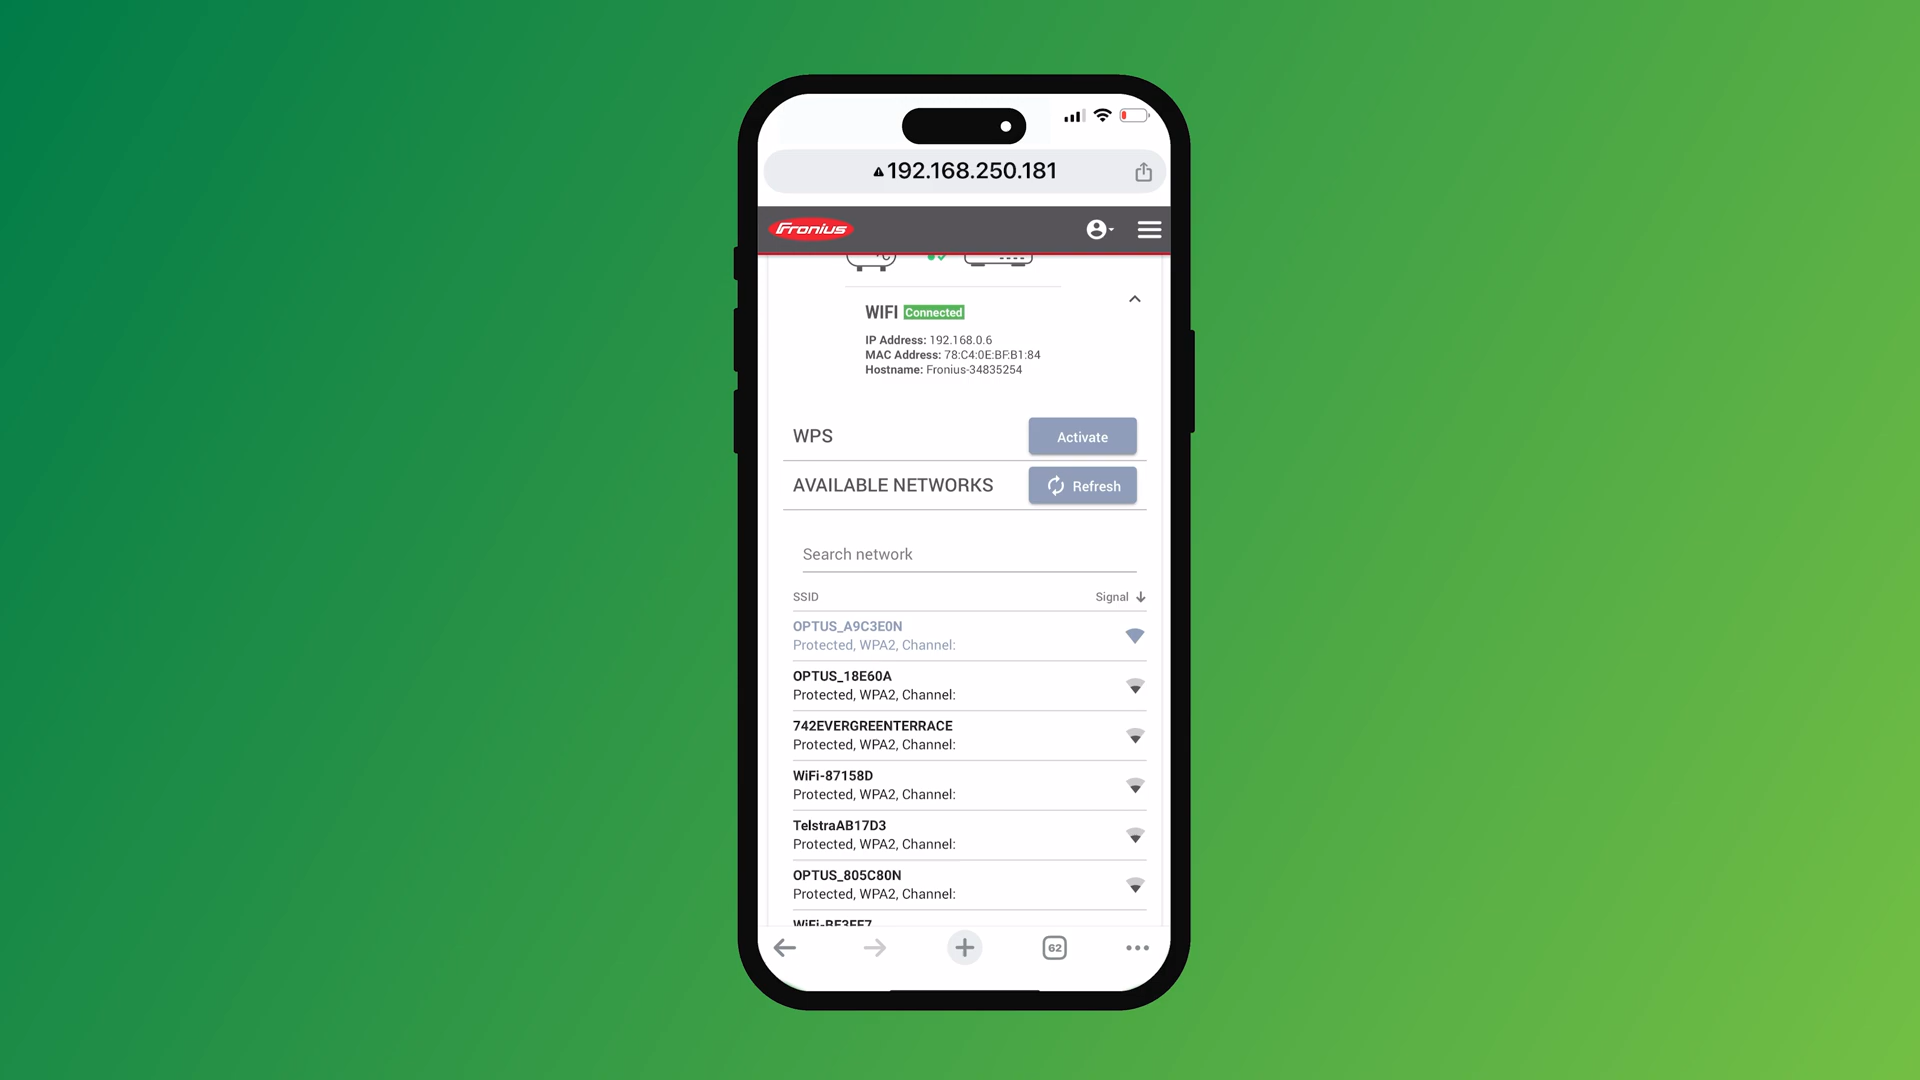 192.168.250.181
Fronius
°C
WIFI Connected
IP Address: 192.168.0.6
MAC Address: 78:C4:0E:BF:B1:84
Hostname: Fronius-34835254
WPS
Activate
AVAILABLE NETWORKS
Refresh
Search network
SSID
Signal
OPTUS_A9C3E0N
Protected, WPA2, Channel:
OPTUS_18E60A
Protected, WPA2, Channel:
742EVERGREENTERRACE
Protected, WPA2, Channel:
WiFi-87158D
Protected, WPA2, Channel:
TelstraAB17D3
Protected, WPA2, Channel:
OPTUS_805C80N
Protected, WPA2, Channel:
62